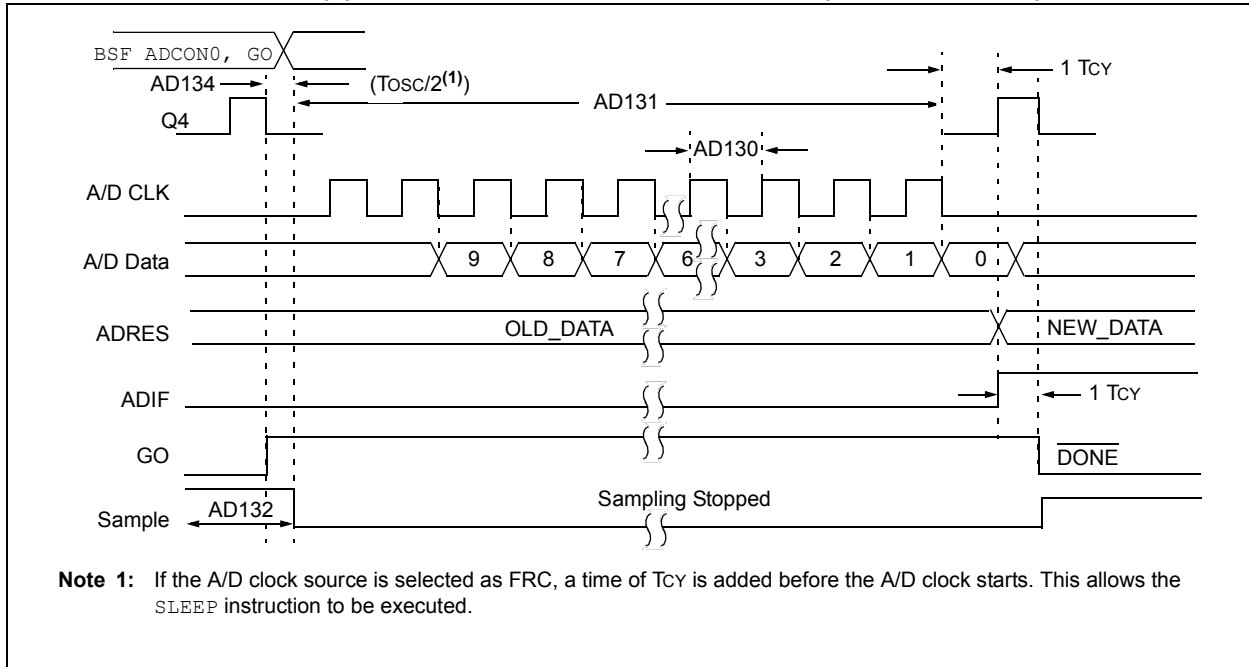 BSF ADCON0, GO
AD134
(TOSC/2(1))
1 TCY
AD131
Q4
AD130
A/D CLK
A/D Data
9 8 7 6 3 2 1 0
ADRES
OLD_DATA
NEW_DATA
ADIF
1 TCY
GO
DONE
Sample
AD132
Sampling Stopped
Note 1: If the A/D clock source is selected as FRC, a time of TCY is added before the A/D clock starts. This allows the
SLEEP instruction to be executed.